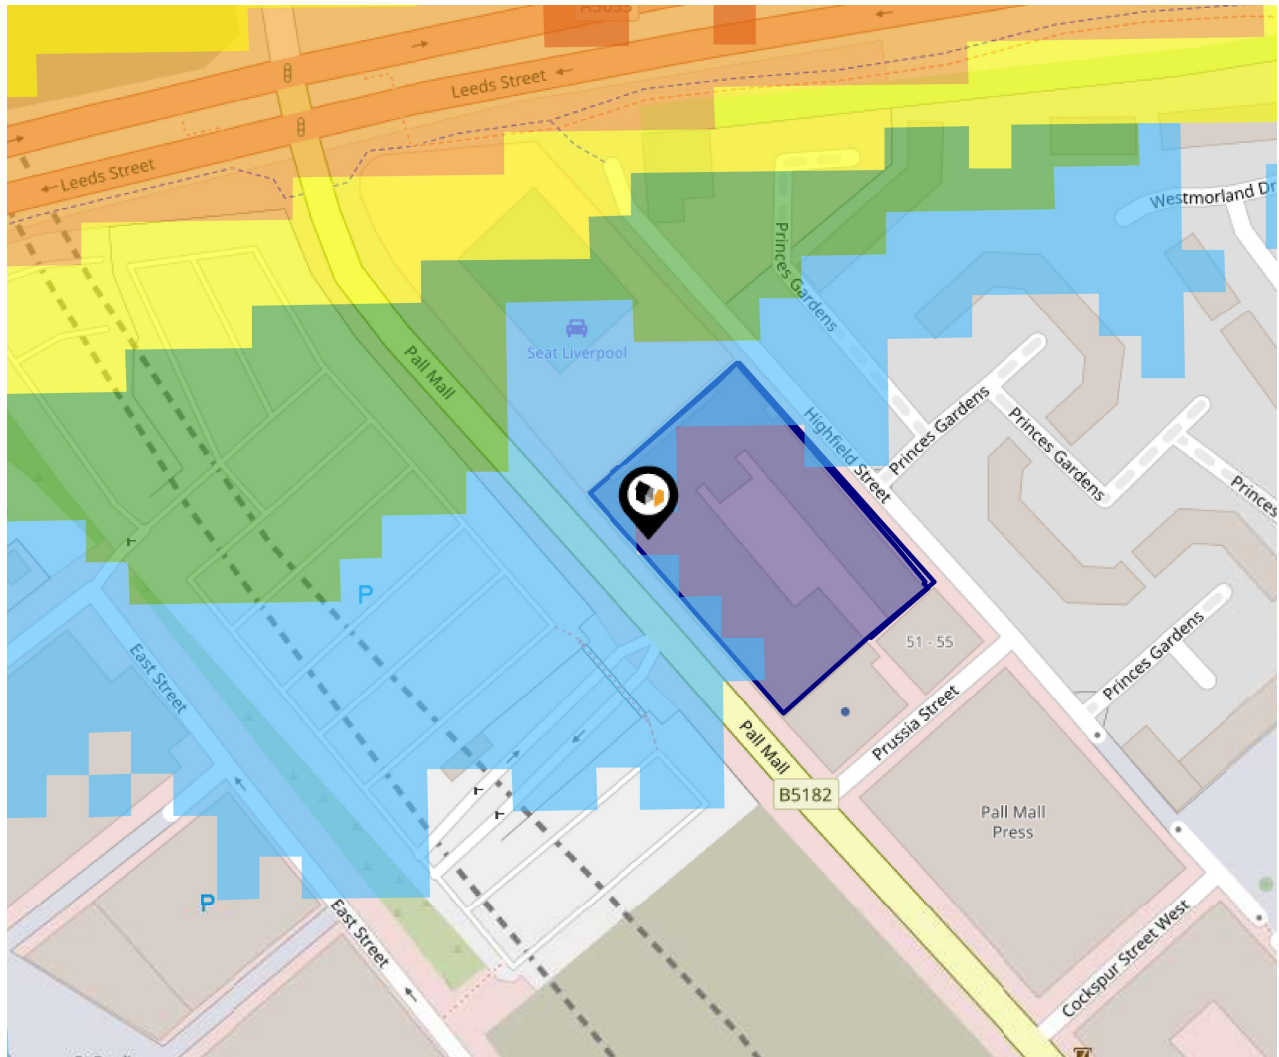 A5053
Leeds Street
Leeds Street
Westmorland Dr
Princes Gardens
Seat Liverpool
Pall Mall
Highfield Street
Princes Gardens
Princes Gardens
Princes
P
51 - 55
East Street
Princes Gardens
Prussia Street
Pall Mall
B5182
Pall Mall
Press
P
East Street
Cockspur Street West